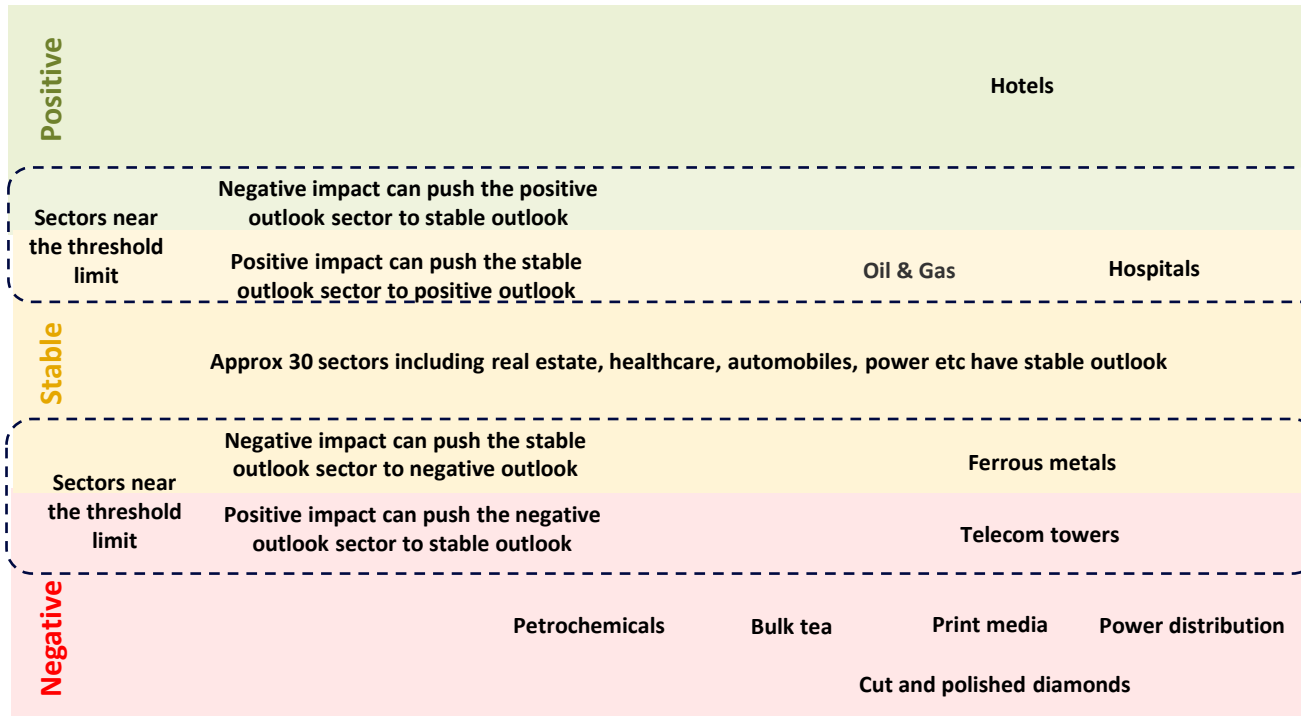 Positive
Hotels
Sectors near
the threshold
limit
Negative impact can push the positive
outlook sector to stable outlook
Positive impact can push the stable
outlook sector to positive outlook
Oil & Gas
Hospitals
Stable
Approx 30 sectors including real estate, healthcare, automobiles, power etc have stable outlook
Sectors near
the threshold
limit
Negative impact can push the stable
outlook sector to negative outlook
Ferrous metals
Positive impact can push the negative
outlook sector to stable outlook
Telecom towers
Negative
Petrochemicals
Bulk tea
Print media
Power distribution
Cut and polished diamonds